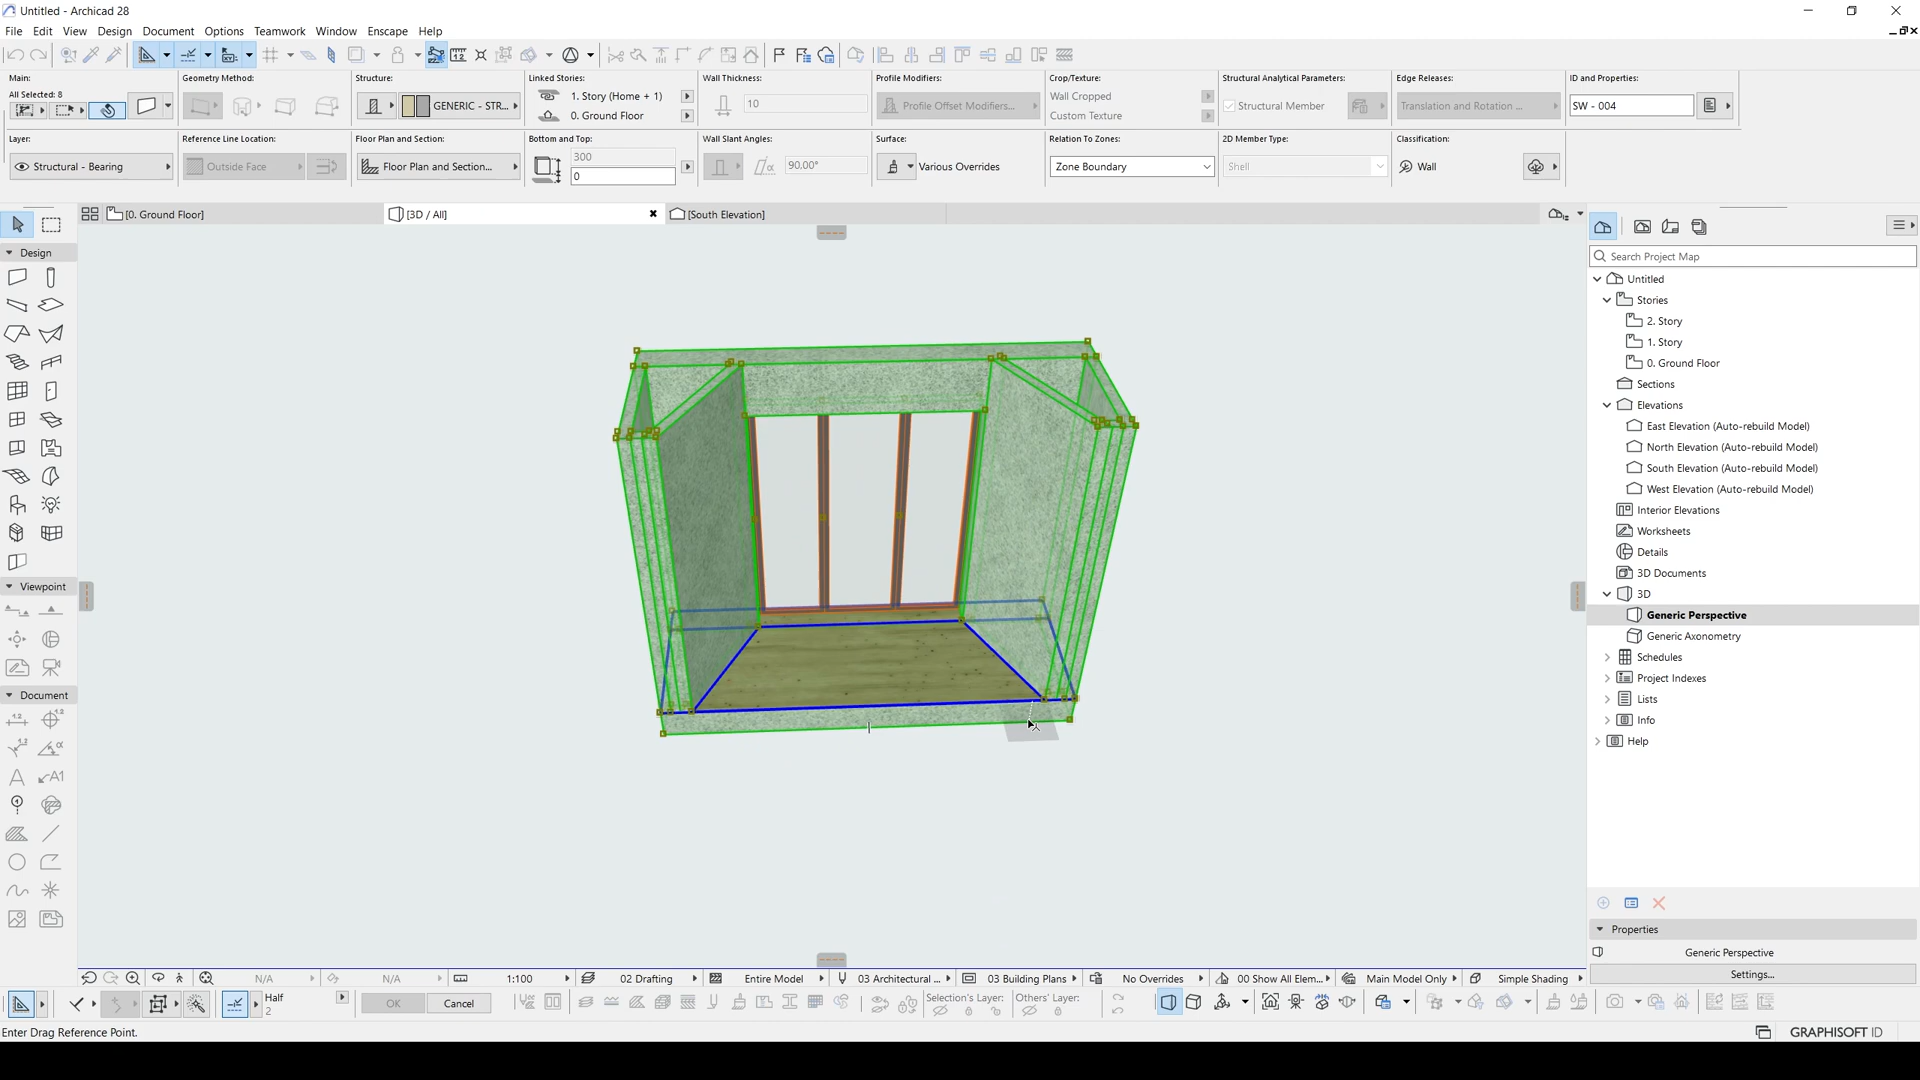 Untitled - Archicad 28
File Edit View Design Document Options Teamwork Window Enscape Help
Main: Geometry Method: Structure: Linked Stories: Wall Thickness: Profile Modifiers: Crop/Texture: Structural Analytical Parameters: Edge Releases: ID and Properties:
All Selected: 8 1. Story (Home + 1) Wall Cropped
GENERIC - STR... 10 Profile Offset Modifiers... Structural Member Translation and Rotation ... SW - 004
0. Ground Floor Custom Texture
Layer: Reference Line Location: Floor Plan and Section: Bottom and Top: Wall Slant Angles: Surface: Relation To Zones: 2D Member Type: Classification:
300
Structural - Bearing Outside Face Floor Plan and Section... 90.00° Various Overrides Zone Boundary Shell Wall
0
[0. Ground Floor] [3D / All] [South Elevation]
Design
Viewpoint
Document
Search Project Map
Untitled
Stories
2. Story
1. Story
0. Ground Floor
Sections
Elevations
East Elevation (Auto-rebuild Model)
North Elevation (Auto-rebuild Model)
South Elevation (Auto-rebuild Model)
West Elevation (Auto-rebuild Model)
Interior Elevations
Worksheets
Details
3D Documents
3D
Generic Perspective
Generic Axonometry
Schedules
Project Indexes
Lists
Info
Help
Properties
Generic Perspective
Settings...
N/A N/A 1:100 02 Drafting Entire Model 03 Architectural ... 03 Building Plans No Overrides 00 Show All Elem... Main Model Only Simple Shading
Half
2
OK Cancel
Selection's Layer: Others' Layer:
Enter Drag Reference Point.
GRAPHISOFT ID